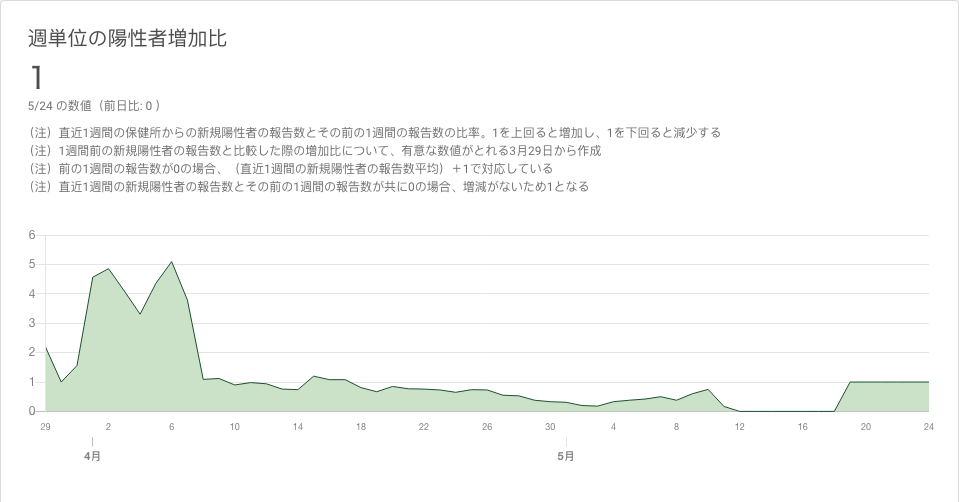 週単位の陽性者増加比
1
5/24 の数値（前日比: 0 ）
（注）直近1週間の保健所からの新規陽性者の報告数とその前の1週間の報告数の比率。1を上回ると増加し、1を下回ると減少する
（注）1週間前の新規陽性者の報告数と比較した際の増加比について、有意な数値がとれる3月29日から作成
（注）前の1週間の報告数が0の場合、（直近1週間の新規陽性者の報告数平均）＋1で対応している
（注）直近1週間の新規陽性者の報告数とその前の1週間の報告数が共に0の場合、増減がないため1となる
6
5
4
3
2
1
0
29 2 6 10 14 18 22 26 30 4 8 12 16 20 24
4月 5月